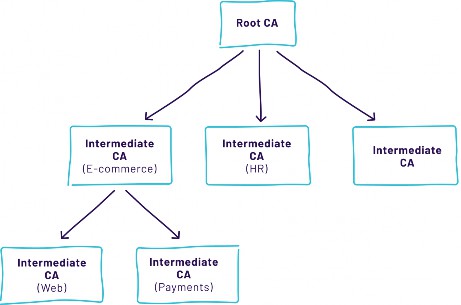 Root CA
Intermediate
CA
(E-commerce)
Intermediate
CA
(HR)
Intermediate
CA
Intermediate
CA
(Web)
Intermediate
CA
(Payments)